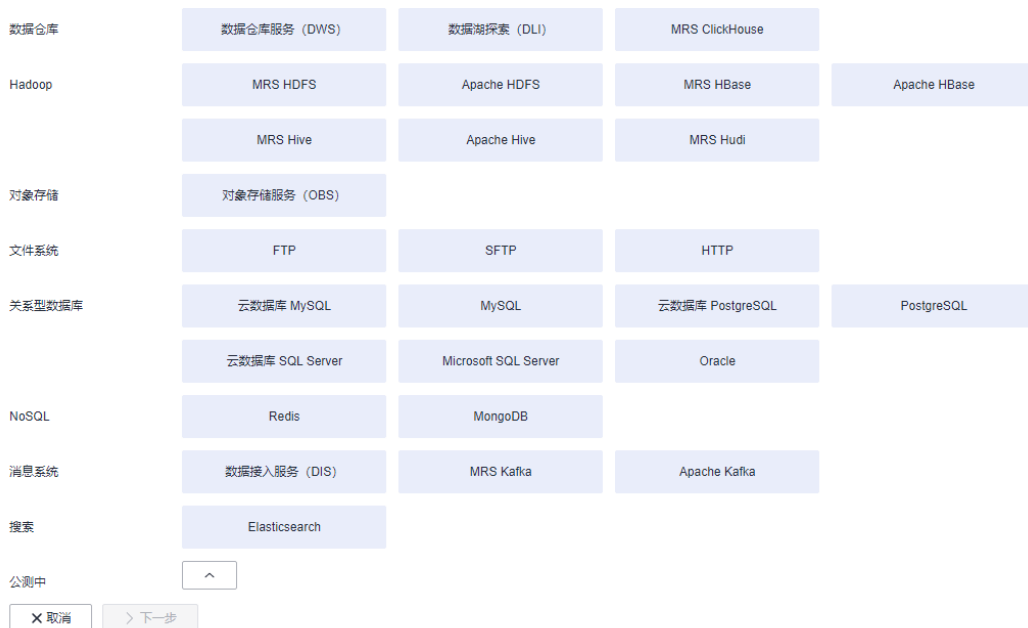 数据仓库 数据仓库服务（DWS） 数据湖探索（DLI） MRS ClickHouse
Hadoop MRS HDFS Apache HDFS MRS HBase Apache HBase
MRS Hive Apache Hive MRS Hudi
对象存储 对象存储服务（OBS）
文件系统 FTP SFTP HTTP
关系型数据库 云数据库 MySQL MySQL 云数据库 PostgreSQL PostgreSQL
云数据库 SQL Server Microsoft SQL Server Oracle
NoSQL Redis MongoDB
消息系统 数据接入服务（DIS） MRS Kafka Apache Kafka
搜索 Elasticsearch
公测中
取消 下一步